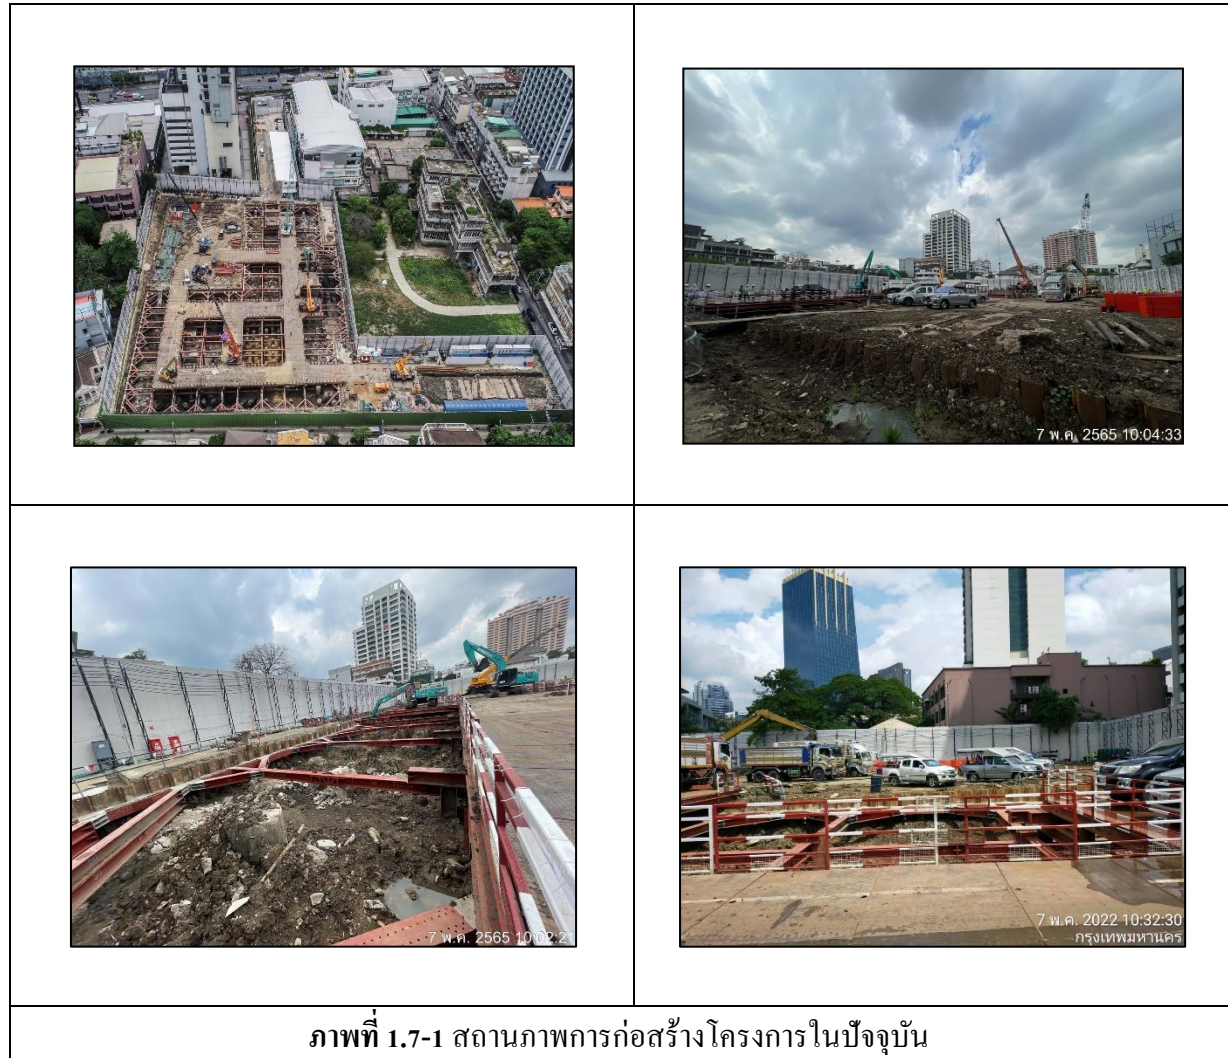 7 พ.ค. 2565 10:04:33
7 พ.ค. 2565 10:02:21
7 พ.ค. 2022 10:32:30
กรุงเทพมหานคร
ภาพที่ 1.7-1 สถานภาพการก่อสร้างโครงการในปัจจุบัน